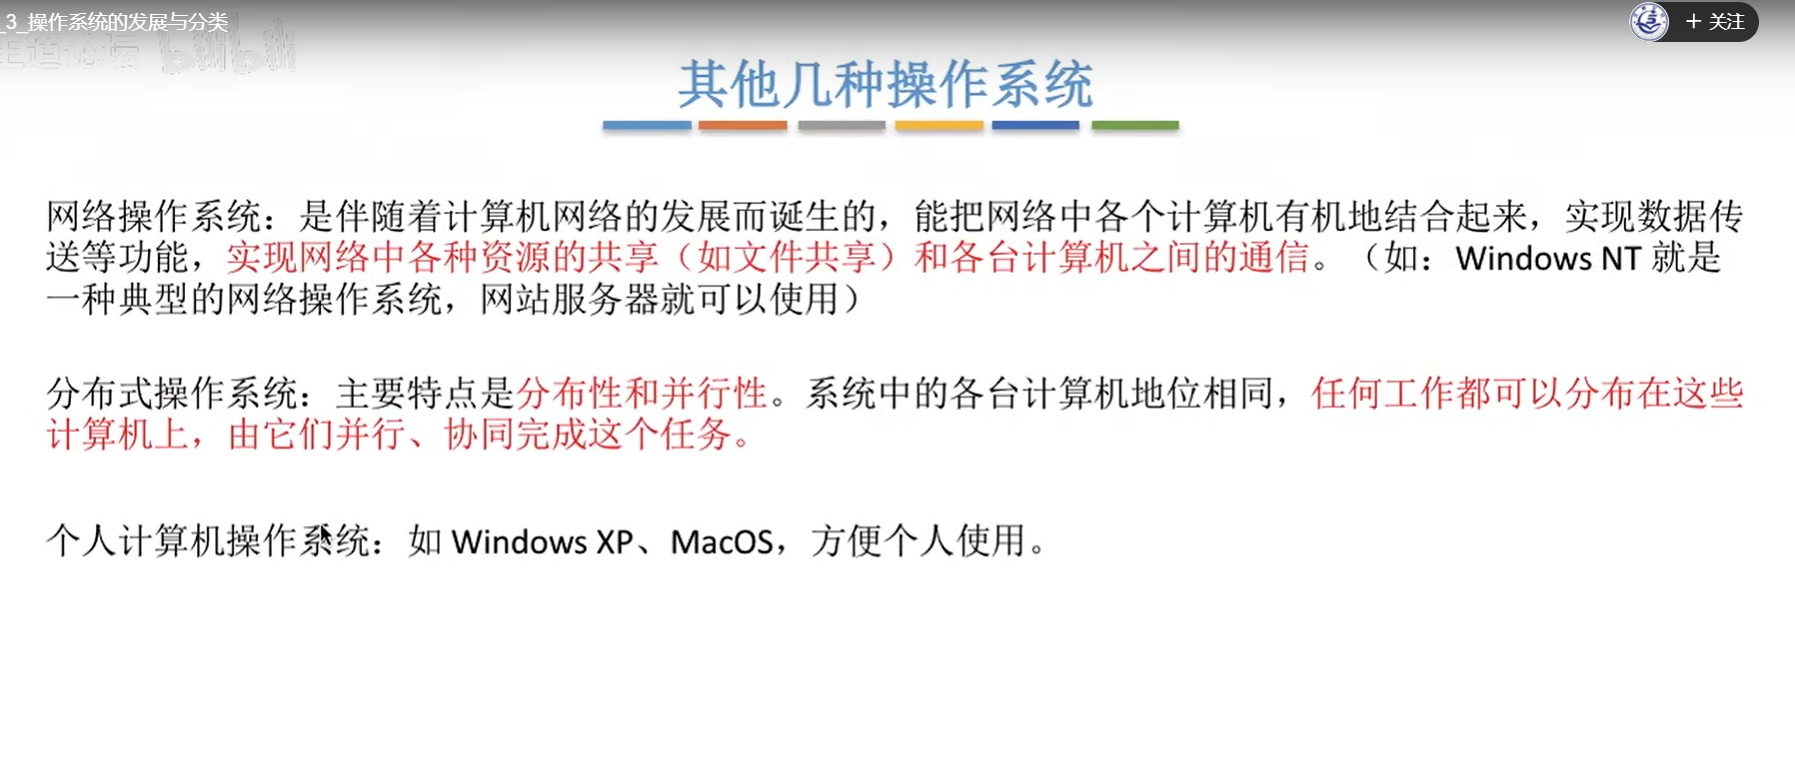 _3_操作系统的发展与分类
王道论坛 bilibili
+ 关注
其他几种操作系统
网络操作系统：是伴随着计算机网络的发展而诞生的，能把网络中各个计算机有机地结合起来，实现数据传
送等功能，实现网络中各种资源的共享（如文件共享）和各台计算机之间的通信。（如：Windows NT 就是
一种典型的网络操作系统，网站服务器就可以使用）
分布式操作系统：主要特点是分布性和并行性。系统中的各台计算机地位相同，任何工作都可以分布在这些
计算机上，由它们并行、协同完成这个任务。
个人计算机操作系统：如 Windows XP、MacOS，方便个人使用。